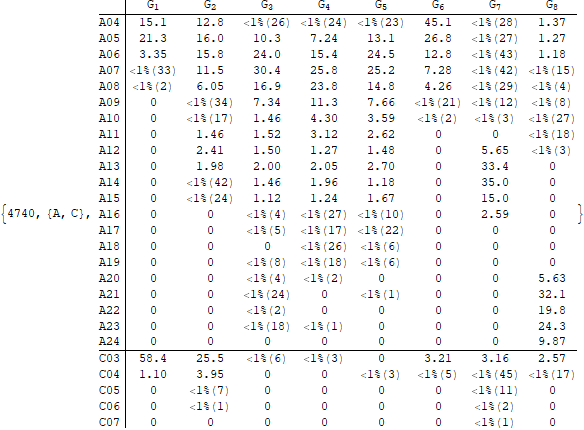 G1 G2 G3 G4 G5 G6 G7 G8
A04 15.1 12.8 <1%(26) <1%(24) <1%(23) 45.1 <1%(28) 1.37
A05 21.3 16.0 10.3 7.24 13.1 26.8 <1%(43) 1.27
A06 3.35 15.8 24.0 15.4 24.5 12.8 <1%(43) 1.18
A07 <1%(33) 11.5 30.4 25.8 25.2 7.28 <1%(42) <1%(15)
A08 <1%(2) 6.05 16.9 23.8 14.8 4.26 <1%(29) <1%(4)
A09 0 <1%(34) 7.34 11.3 7.66 <1%(21) <1%(12) <1%(8)
A10 0 <1%(17) 1.46 4.30 3.59 <1%(2) <1%(3) <1%(27)
A11 0 1.46 1.52 3.12 2.62 0 0 <1%(18)
A12 0 2.41 1.50 1.27 1.48 0 5.65 <1%(3)
A13 0 1.98 2.00 2.05 2.70 0 33.4 0
A14 0 <1%(42) 1.46 1.96 1.18 0 35.0 0
A15 0 <1%(24) 1.12 1.24 1.67 0 15.0 0
{4740, {A, C}, A16 0 0 <1%(4) <1%(27) <1%(10) 0 2.59 0 }
A17 0 0 <1%(5) <1%(17) <1%(22) 0 0 0
A18 0 0 0 <1%(26) <1%(6) 0 0 0
A19 0 0 <1%(8) <1%(18) <1%(6) 0 0 0
A20 0 0 <1%(4) <1%(2) 0 0 0 5.63
A21 0 0 <1%(24) 0 <1%(1) 0 0 32.1
A22 0 0 <1%(2) 0 0 0 0 19.8
A23 0 0 <1%(18) <1%(1) 0 0 0 24.3
A24 0 0 0 0 0 0 0 9.87
C03 58.4 25.5 <1%(6) <1%(3) 0 3.21 3.16 2.57
C04 1.10 3.95 0 0 <1%(3) <1%(5) <1%(45) <1%(17)
C05 0 <1%(7) 0 0 0 0 <1%(11) 0
C06 0 <1%(1) 0 0 0 0 <1%(2) 0
C07 0 0 0 0 0 0 <1%(1) 0